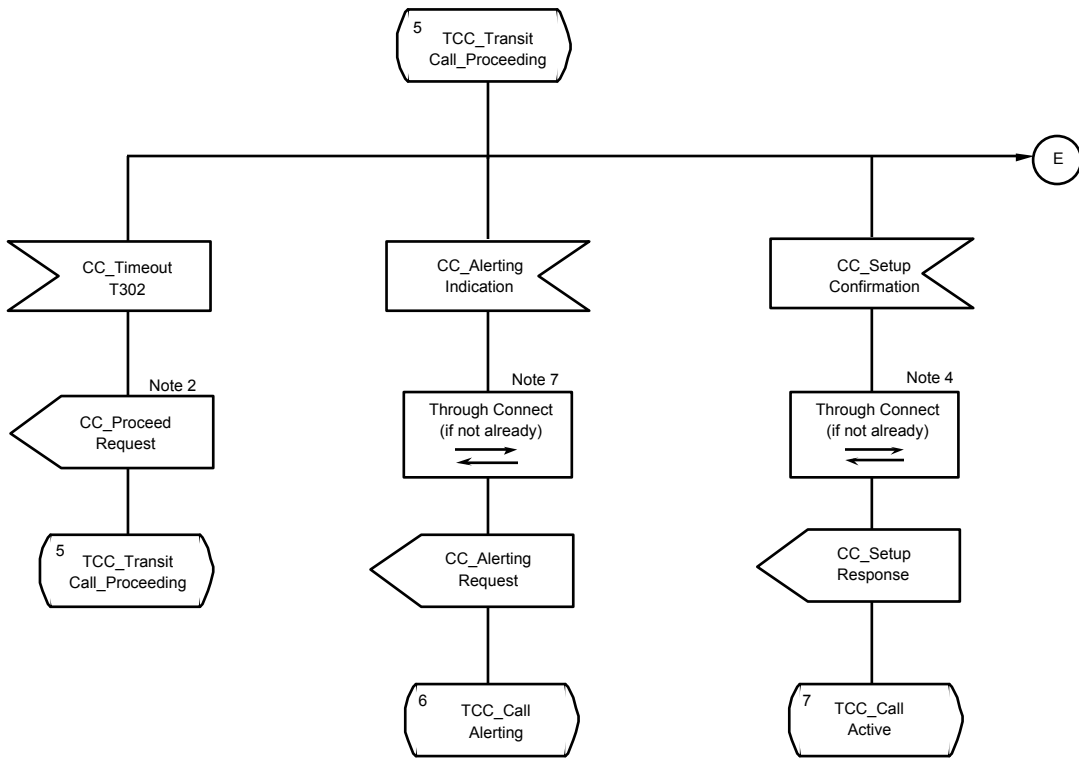 5
TCC_Transit
Call_Proceeding
E
CC_Timeout
T302
CC_Alerting
Indication
CC_Setup
Confirmation
Note 2
CC_Proceed
Request
Note 7
Through Connect
(if not already)
Note 4
Through Connect
(if not already)
5
TCC_Transit
Call_Proceeding
CC_Alerting
Request
CC_Setup
Response
6
TCC_Call
Alerting
7
TCC_Call
Active